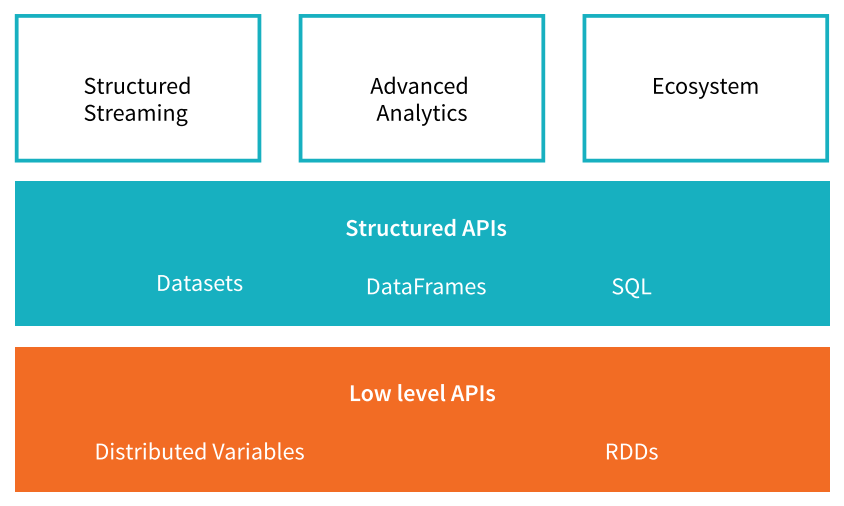 Structured
Streaming
Advanced
Analytics
Ecosystem
Structured APIs
Datasets
DataFrames
SQL
Low level APIs
Distributed Variables
RDDs